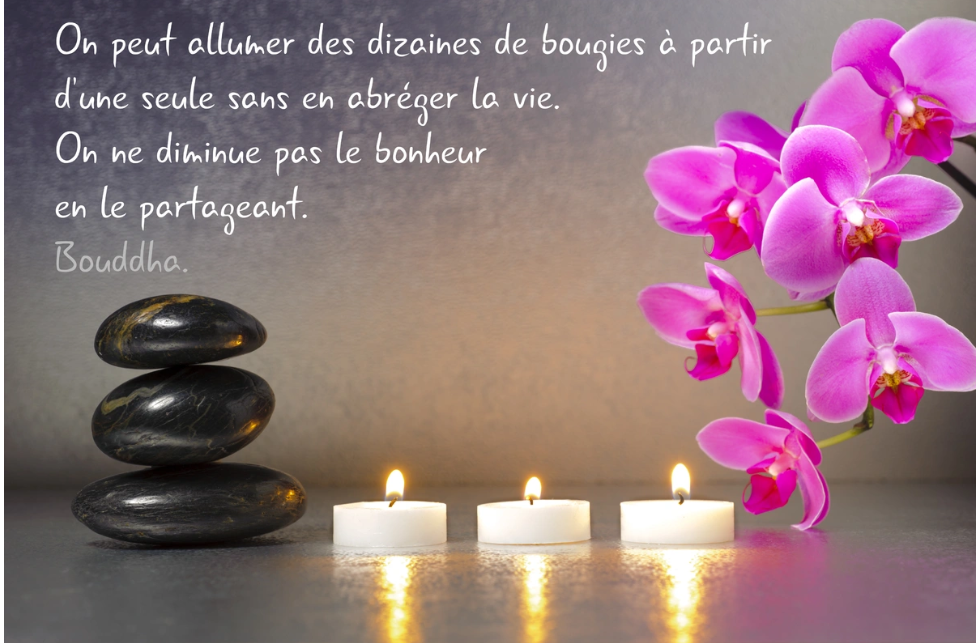 On peut allumer des dizaines de bougies à partir
d'une seule sans en abréger la vie.
On ne diminue pas le bonheur
en le partageant.
Bouddha.